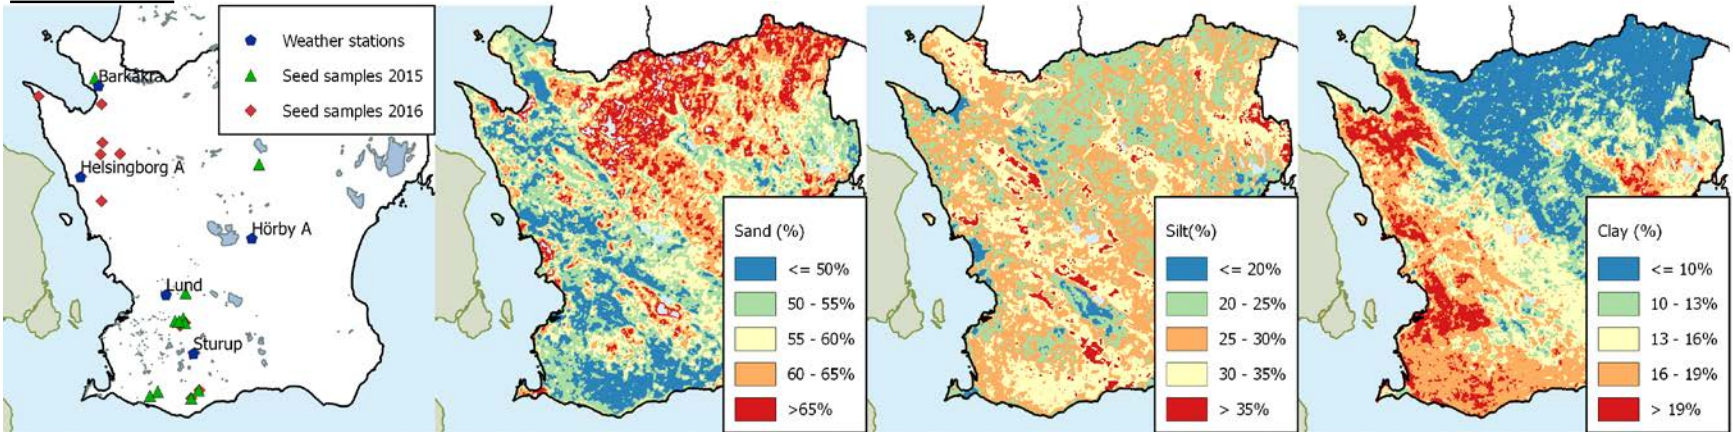 Weather stations
Seed samples 2015
Seed samples 2016
Barkåkra
Helsingborg A
Hörby A
Lund
Sturup
Sand (%)
<= 50%
50 - 55%
55 - 60%
60 - 65%
>65%
Silt(%)
<= 20%
20 - 25%
25 - 30%
30 - 35%
> 35%
Clay (%)
<= 10%
10 - 13%
13 - 16%
16 - 19%
> 19%